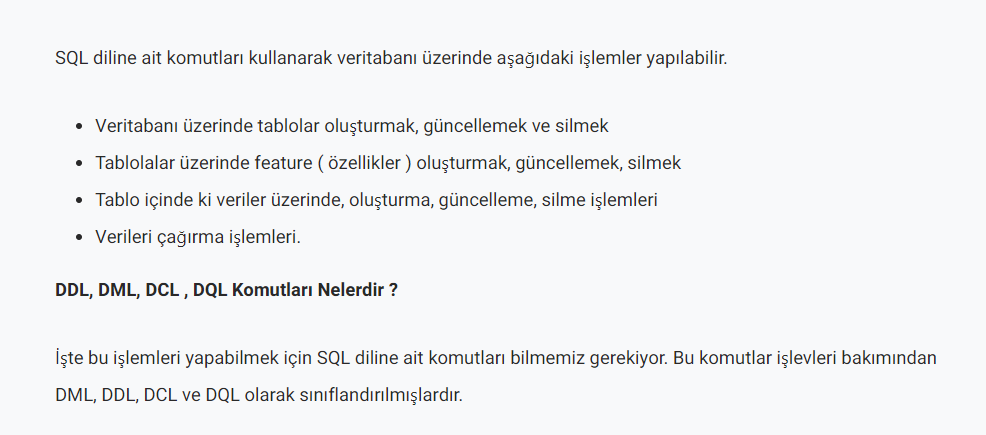 SQL diline ait komutları kullanarak veritabanı üzerinde aşağıdaki işlemler yapılabilir.
• Veritabanı üzerinde tablolar oluşturmak, güncellemek ve silmek
• Tablolalar üzerinde feature ( özellikler ) oluşturmak, güncellemek, silmek
• Tablo içinde ki veriler üzerinde, oluşturma, güncelleme, silme işlemleri
• Verileri çağırma işlemleri.
DDL, DML, DCL , DQL Komutları Nelerdir ?
İşte bu işlemleri yapabilmek için SQL diline ait komutları bilmemiz gerekiyor. Bu komutlar işlevleri bakımından
DML, DDL, DCL ve DQL olarak sınıflandırılmışlardır.